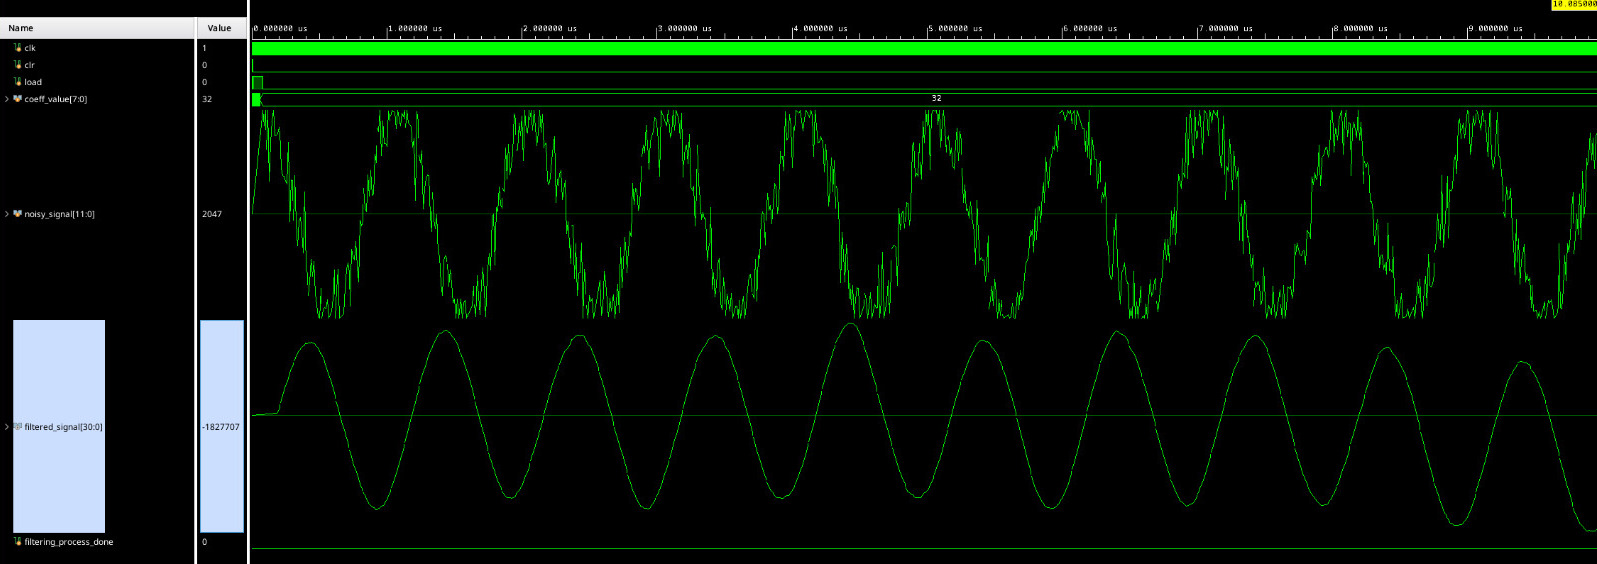 10.085000
Name Value
0.000000 us 1.000000 us 2.000000 us 3.000000 us 4.000000 us 5.000000 us 6.000000 us 7.000000 us 8.000000 us 9.000000 us
clk 1
clr 0
load 0
coeff_value[7:0] 32 32
noisy_signal[11:0] 2047
filtered_signal[30:0] -1827707
filtering_process_done 0